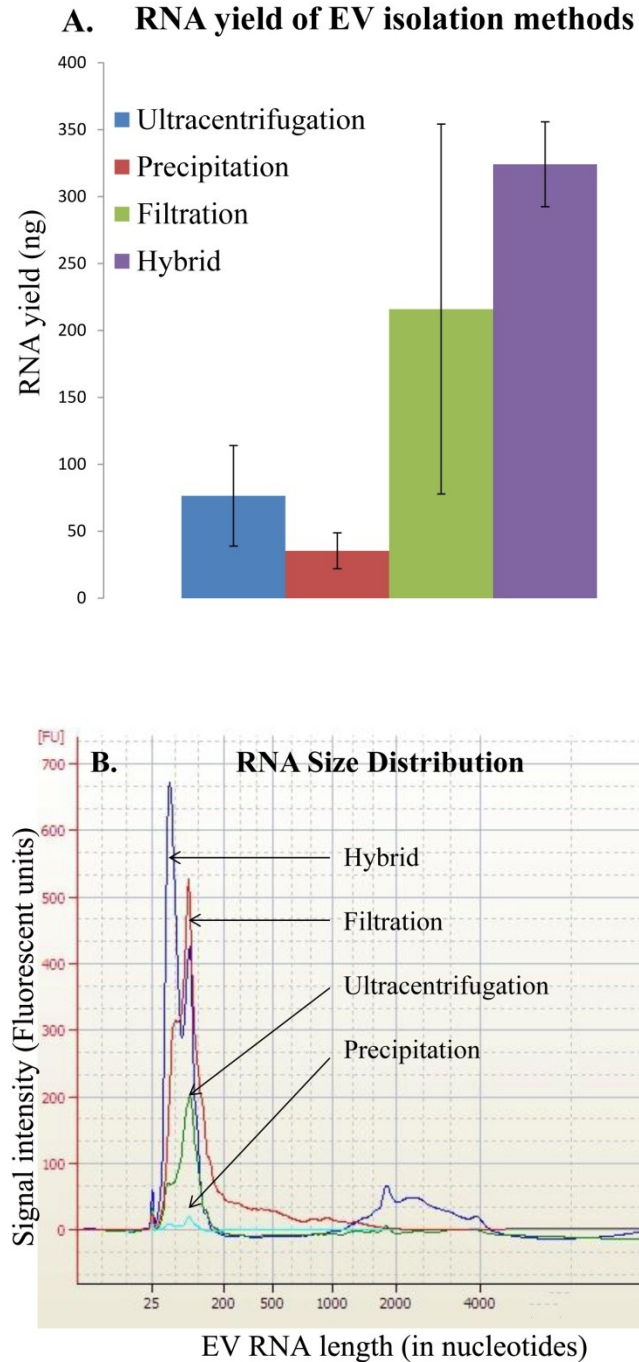 A. RNA yield of EV isolation methods
400
350
300
250
200
150
100
50
0
RNA yield (ng)
Ultracentrifugation
Precipitation
Filtration
Hybrid
[FU]
B. RNA Size Distribution
700
600
500
400
300
200
100
0
Signal intensity (Fluorescent units)
Hybrid
Filtration
Ultracentrifugation
Precipitation
25 200 500 1000 2000 4000
EV RNA length (in nucleotides)